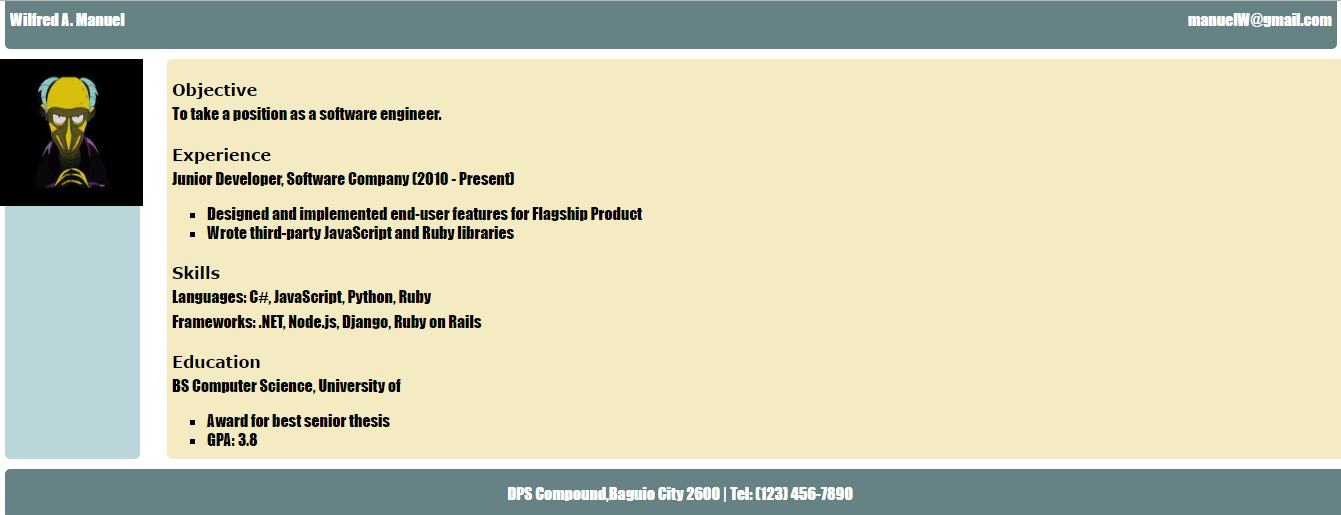 Wilfred A. Manuel
manuelW@gmail.com
Objective
To take a position as a software engineer.
Experience
Junior Developer, Software Company (2010 - Present)
Designed and implemented end-user features for Flagship Product
Wrote third-party JavaScript and Ruby libraries
Skills
Languages: C#, JavaScript, Python, Ruby
Frameworks: .NET, Node.js, Django, Ruby on Rails
Education
BS Computer Science, University of
Award for best senior thesis
GPA: 3.8
DPS Compound,Baguio City 2600 | Tel: (123) 456-7890